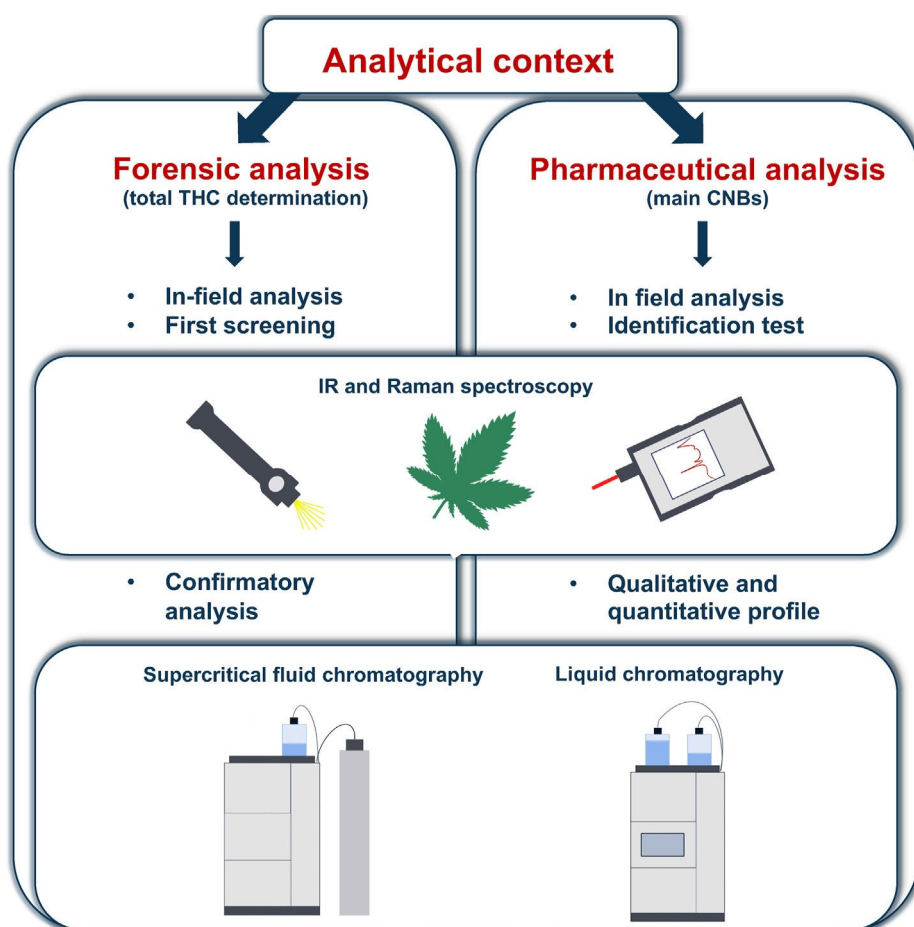 Analytical context
Forensic analysis
(total THC determination)
• In-field analysis
• First screening
Pharmaceutical analysis
(main CNBs)
• In field analysis
• Identification test
IR and Raman spectroscopy
• Confirmatory
analysis
• Qualitative and
quantitative profile
Supercritical fluid chromatography
Liquid chromatography